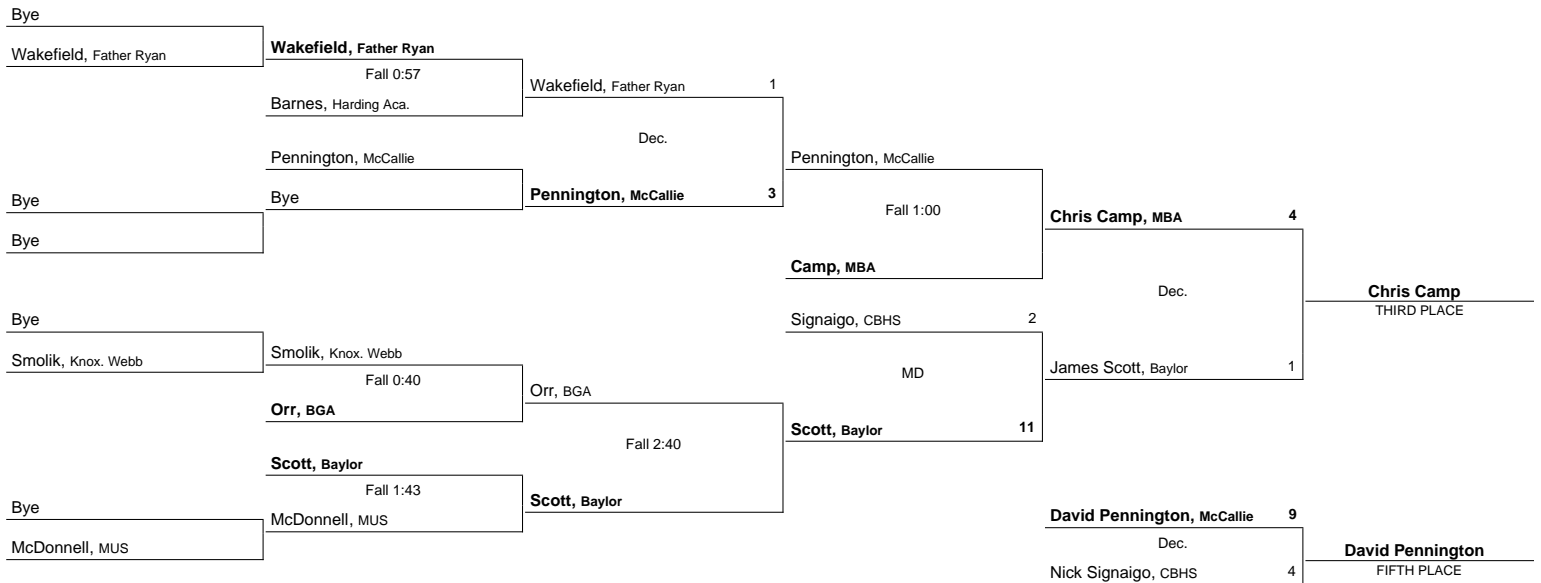 Bye
Wakefield, Father Ryan
Wakefield, Father Ryan
Fall 0:57
Barnes, Harding Aca.
Wakefield, Father Ryan 1
Dec.
Pennington, McCallie
Bye
Bye
Bye
Pennington, McCallie 3
Pennington, McCallie
Fall 1:00
Camp, MBA
Chris Camp, MBA 4
Dec.
Chris Camp
THIRD PLACE
Bye
Smolik, Knox. Webb
Smolik, Knox. Webb
Fall 0:40
Orr, BGA
Orr, BGA
Fall 2:40
Scott, Baylor
Fall 1:43
McDonnell, MUS
Bye
McDonnell, MUS
Scott, Baylor
Signaigo, CBHS 2
MD
Scott, Baylor 11
James Scott, Baylor 1
David Pennington, McCallie 9
Dec.
Nick Signaigo, CBHS 4
David Pennington
FIFTH PLACE